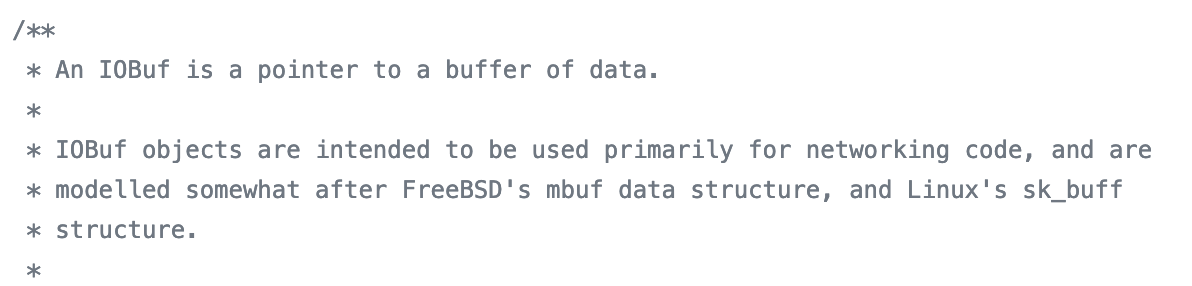 /**
 * An IOBuf is a pointer to a buffer of data.
 *
 * IOBuf objects are intended to be used primarily for networking code, and are
 * modelled somewhat after FreeBSD's mbuf data structure, and Linux's sk_buff
 * structure.
 *